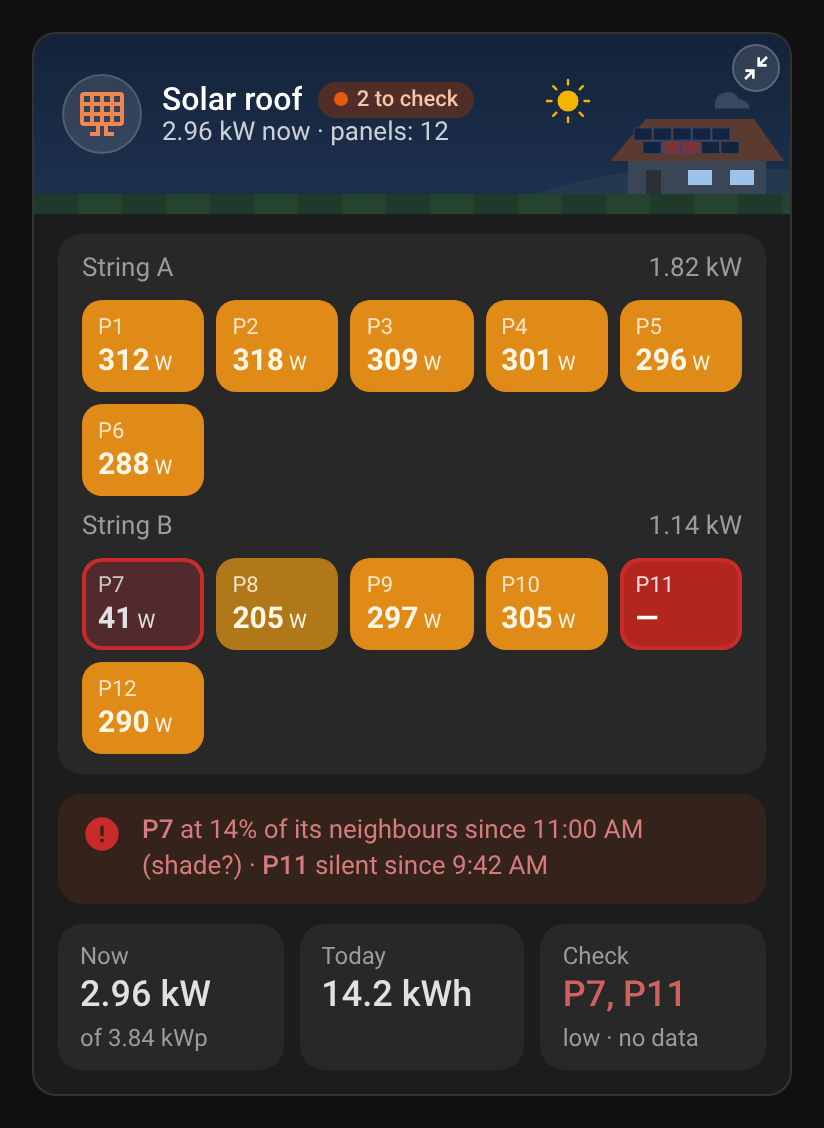 Solar roof
2 to check
2.96 kW now · panels: 12
String A 1.82 kW
P1 P2 P3 P4 P5
312 W 318 W 309 W 301 W 296 W
P6
288 W
String B 1.14 kW
P7 P8 P9 P10 P11
41 W 205 W 297 W 305 W –
P12
290 W
P7 at 14% of its neighbours since 11:00 AM
(shade?) · P11 silent since 9:42 AM
Now Today Check
2.96 kW 14.2 kWh P7, P11
of 3.84 kWp low · no data